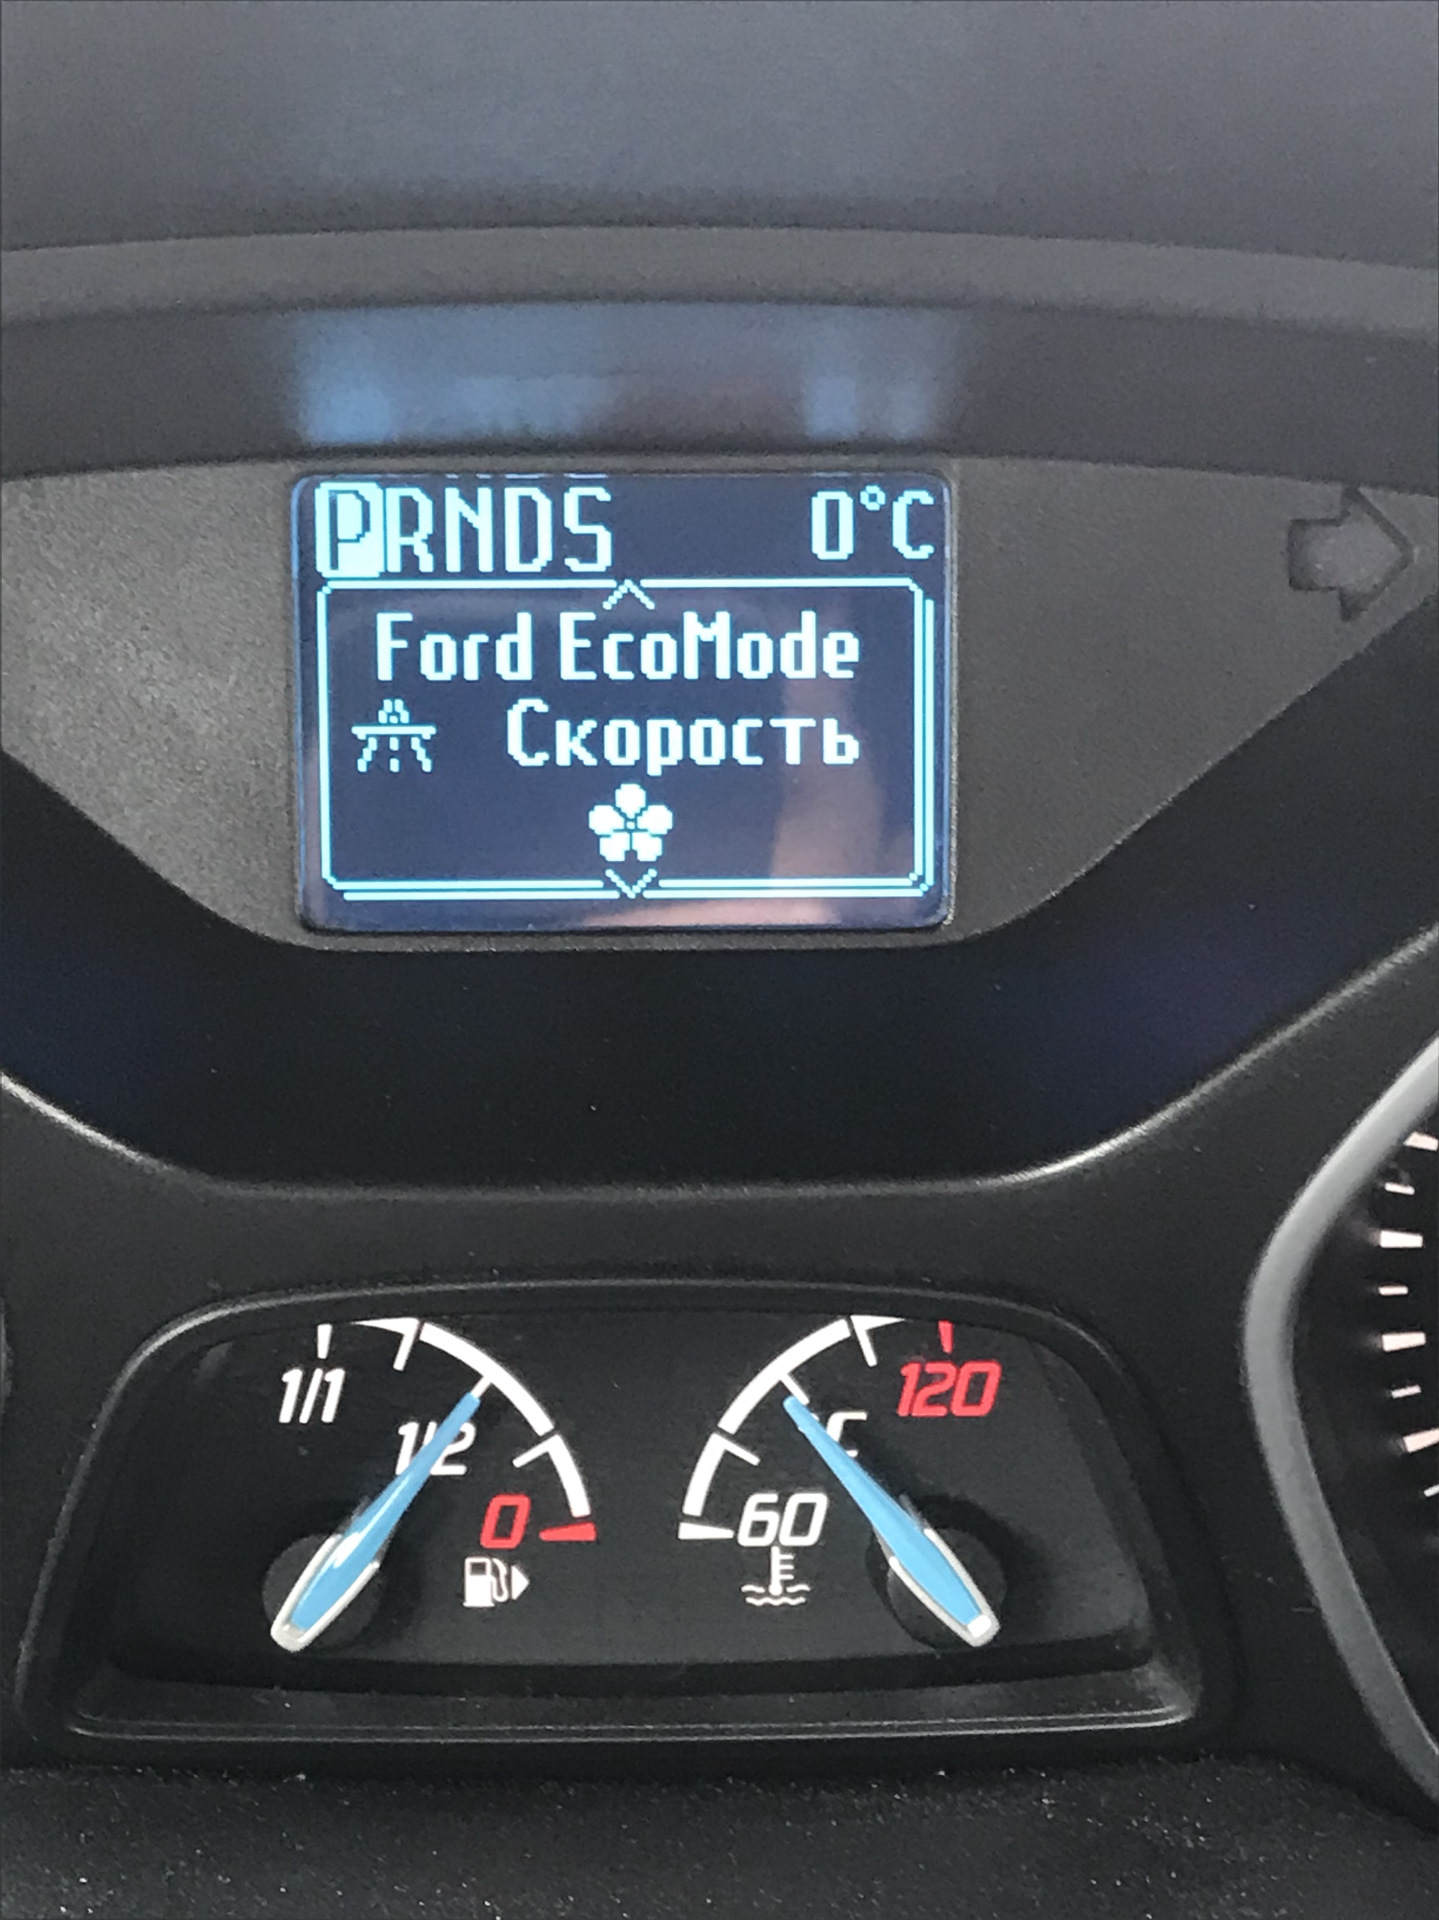 PRNDS 0°C
Ford EcoMode
Скорость
1/1 120
1/2
0 60